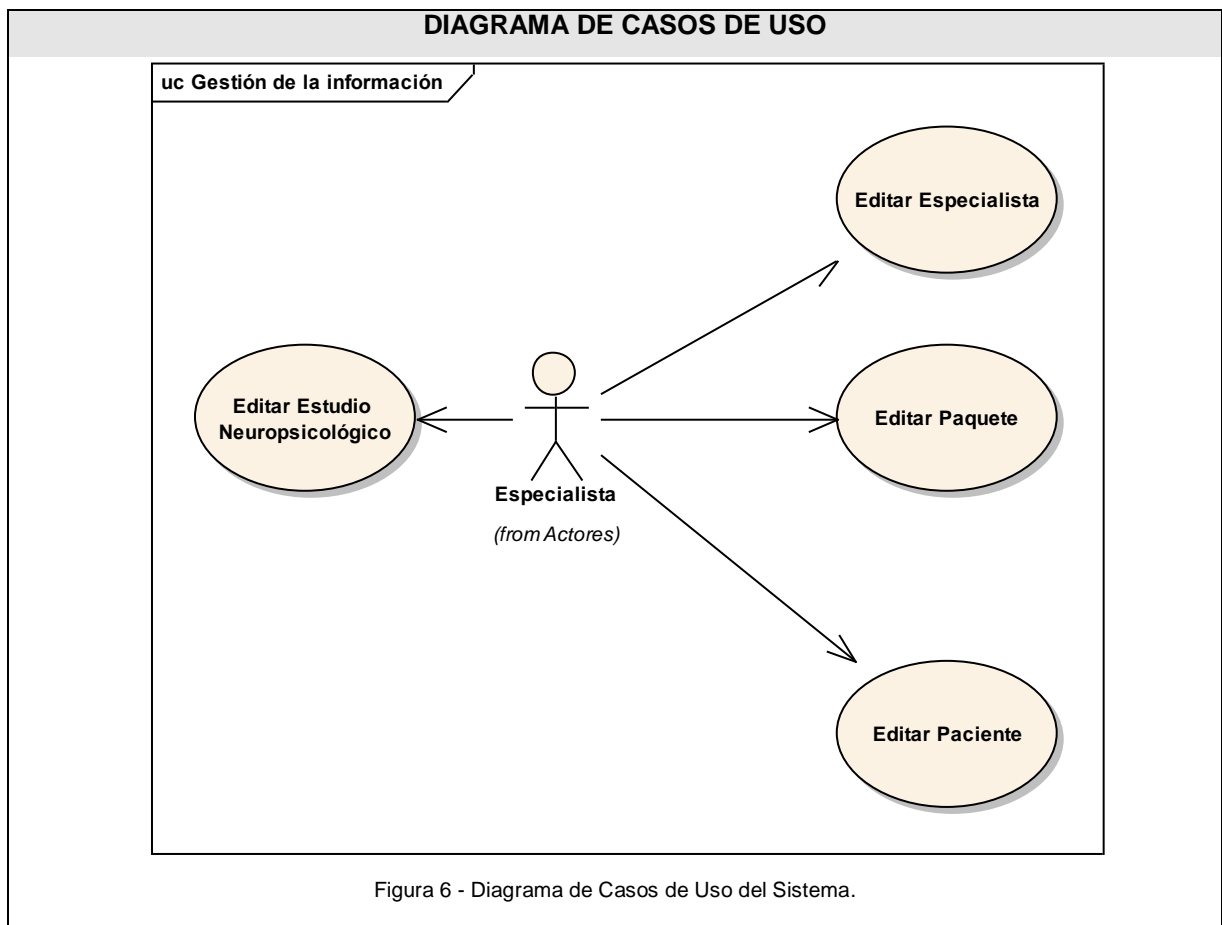 DIAGRAMA DE CASOS DE USO
uc Gestión de la información
Editar Especialista
Editar Estudio
Neuropsicológico
Editar Paquete
Especialista
(from Actores)
Editar Paciente
Figura 6 - Diagrama de Casos de Uso del Sistema.